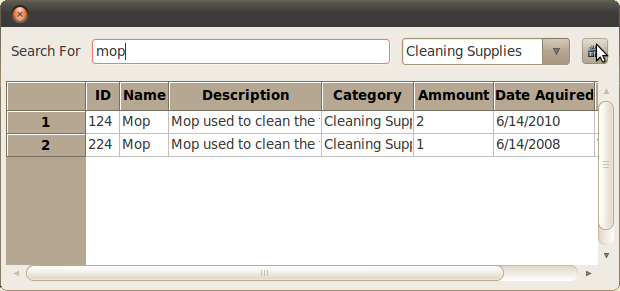 Search For mop Cleaning Supplies
ID Name Description Category Ammount Date Aquired
1 124 Mop Mop used to clean the Cleaning Supp 2 6/14/2010
2 224 Mop Mop used to clean the Cleaning Supp 1 6/14/2008